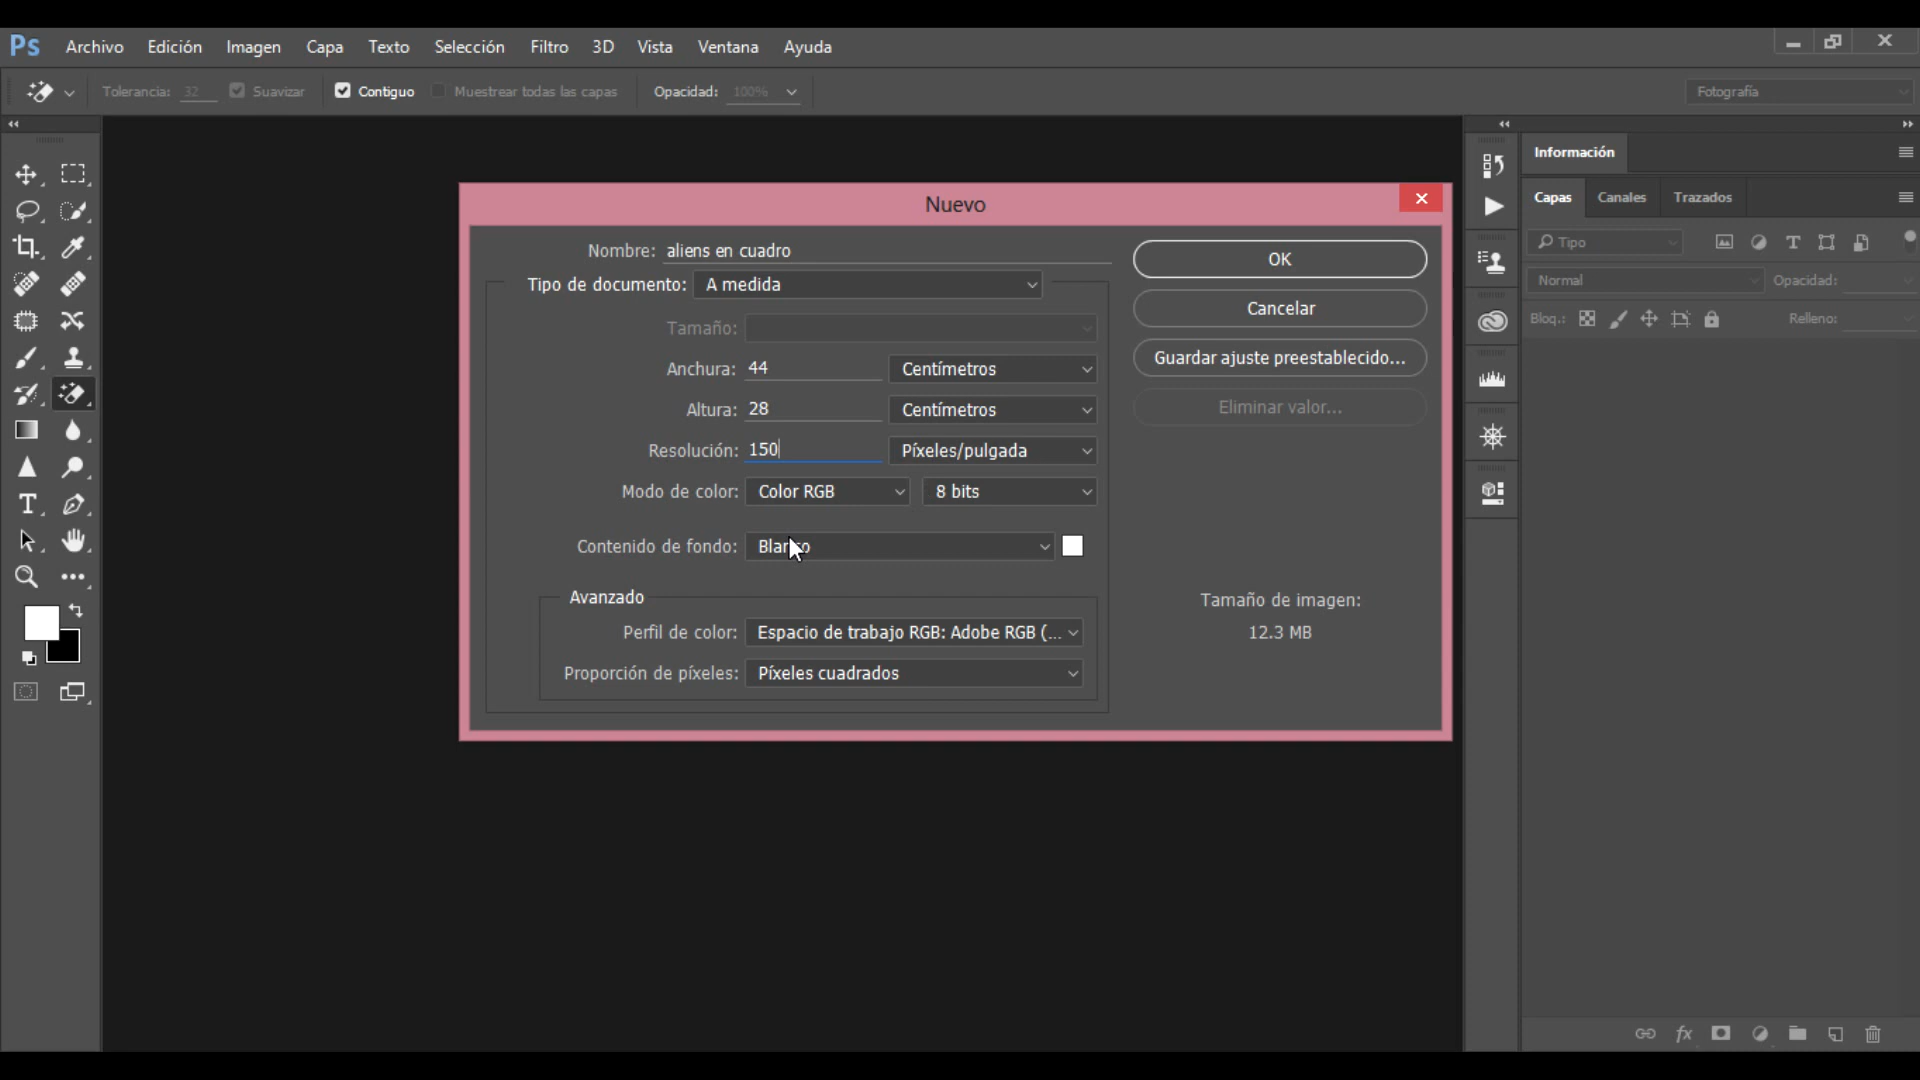 Ps Archivo Edición Imagen Capa Texto Selección Filtro 3D Vista Ventana Ayuda
Tolerancia: 32 Suavizar Contiguo Muestrear todas las capas Opacidad: 100% Fotografía
Información
Capas Canales Trazados
Tipo
Normal Opacidad:
Bloq.: Relleno:
Nuevo
Nombre: aliens en cuadro
Tipo de documento: A medida
Tamaño:
Anchura: 44 Centímetros
Altura: 28 Centímetros
Resolución: 150 Píxeles/pulgada
Modo de color: Color RGB 8 bits
Contenido de fondo: Blanco
Avanzado
Perfil de color: Espacio de trabajo RGB: Adobe RGB (...
Proporción de píxeles: Píxeles cuadrados
OK
Cancelar
Guardar ajuste preestablecido...
Eliminar valor...
Tamaño de imagen:
12.3 MB
T
fx